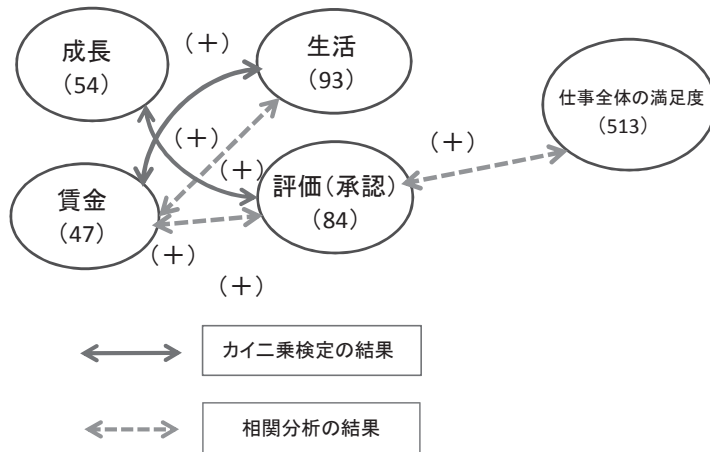 成長
(54)
(+)
生活
(93)
仕事全体の満足度
(513)
(+)
(+)
(+)
賃金
(47)
評価(承認)
(84)
(+)
(+)
カイ二乗検定の結果
相関分析の結果